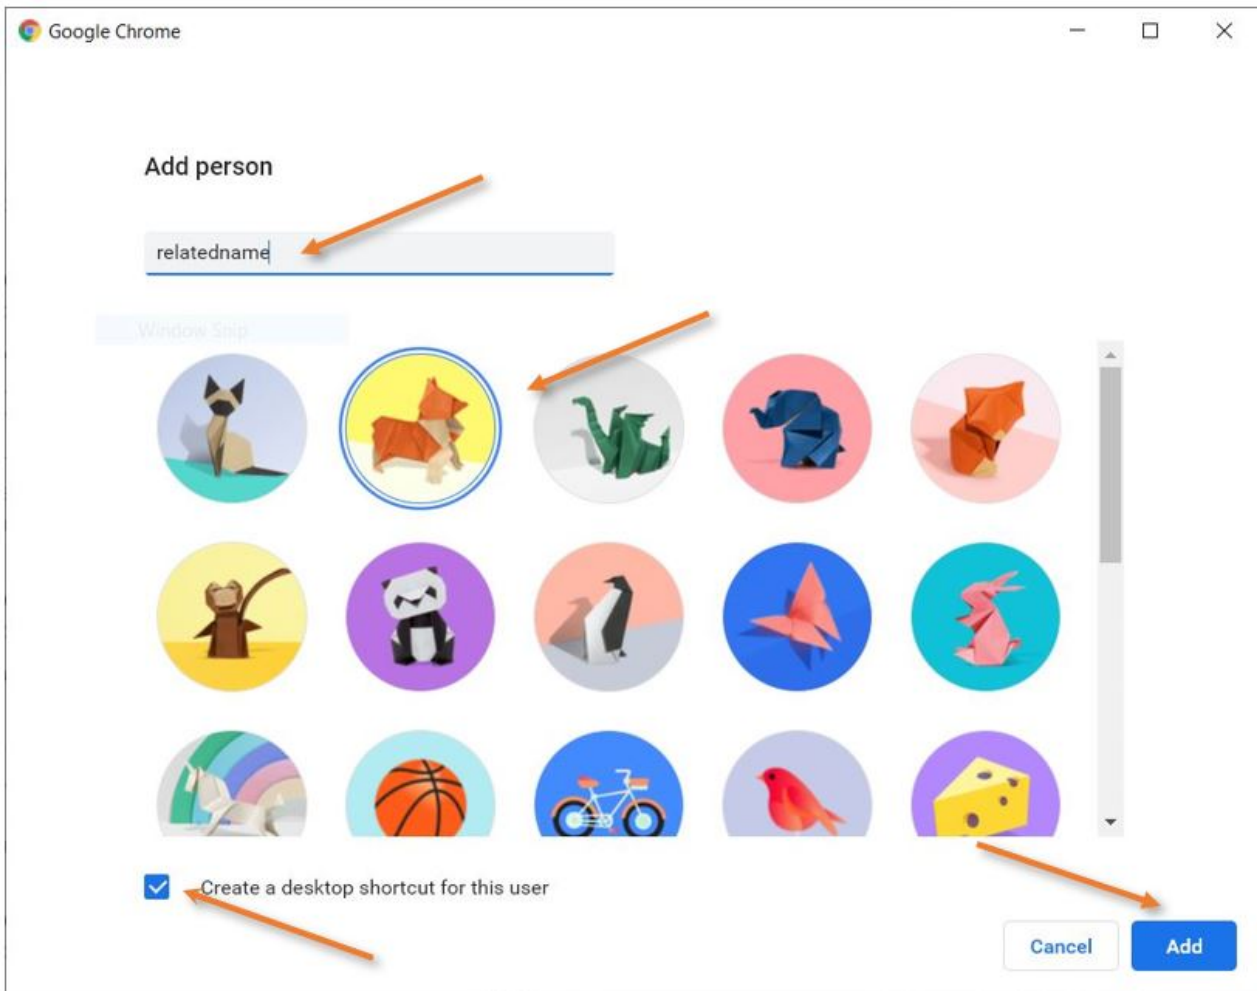 Google Chrome
Add person
relatedname
Window Snip
Create a desktop shortcut for this user
Cancel
Add